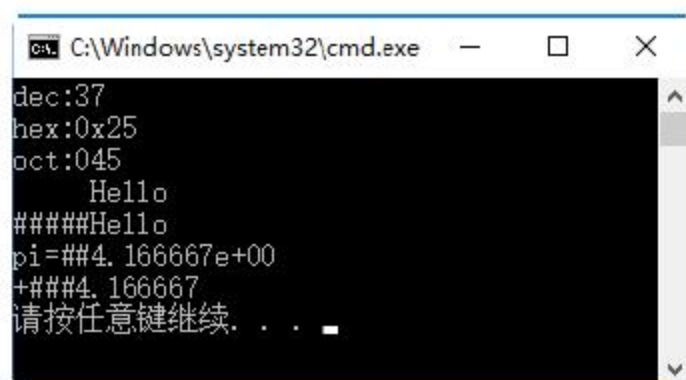 C:\Windows\system32\cmd.exe
dec:37
hex:0x25
oct:045
     Hello
#####Hello
pi=##4.166667e+00
+###4.166667
请按任意键继续. . .